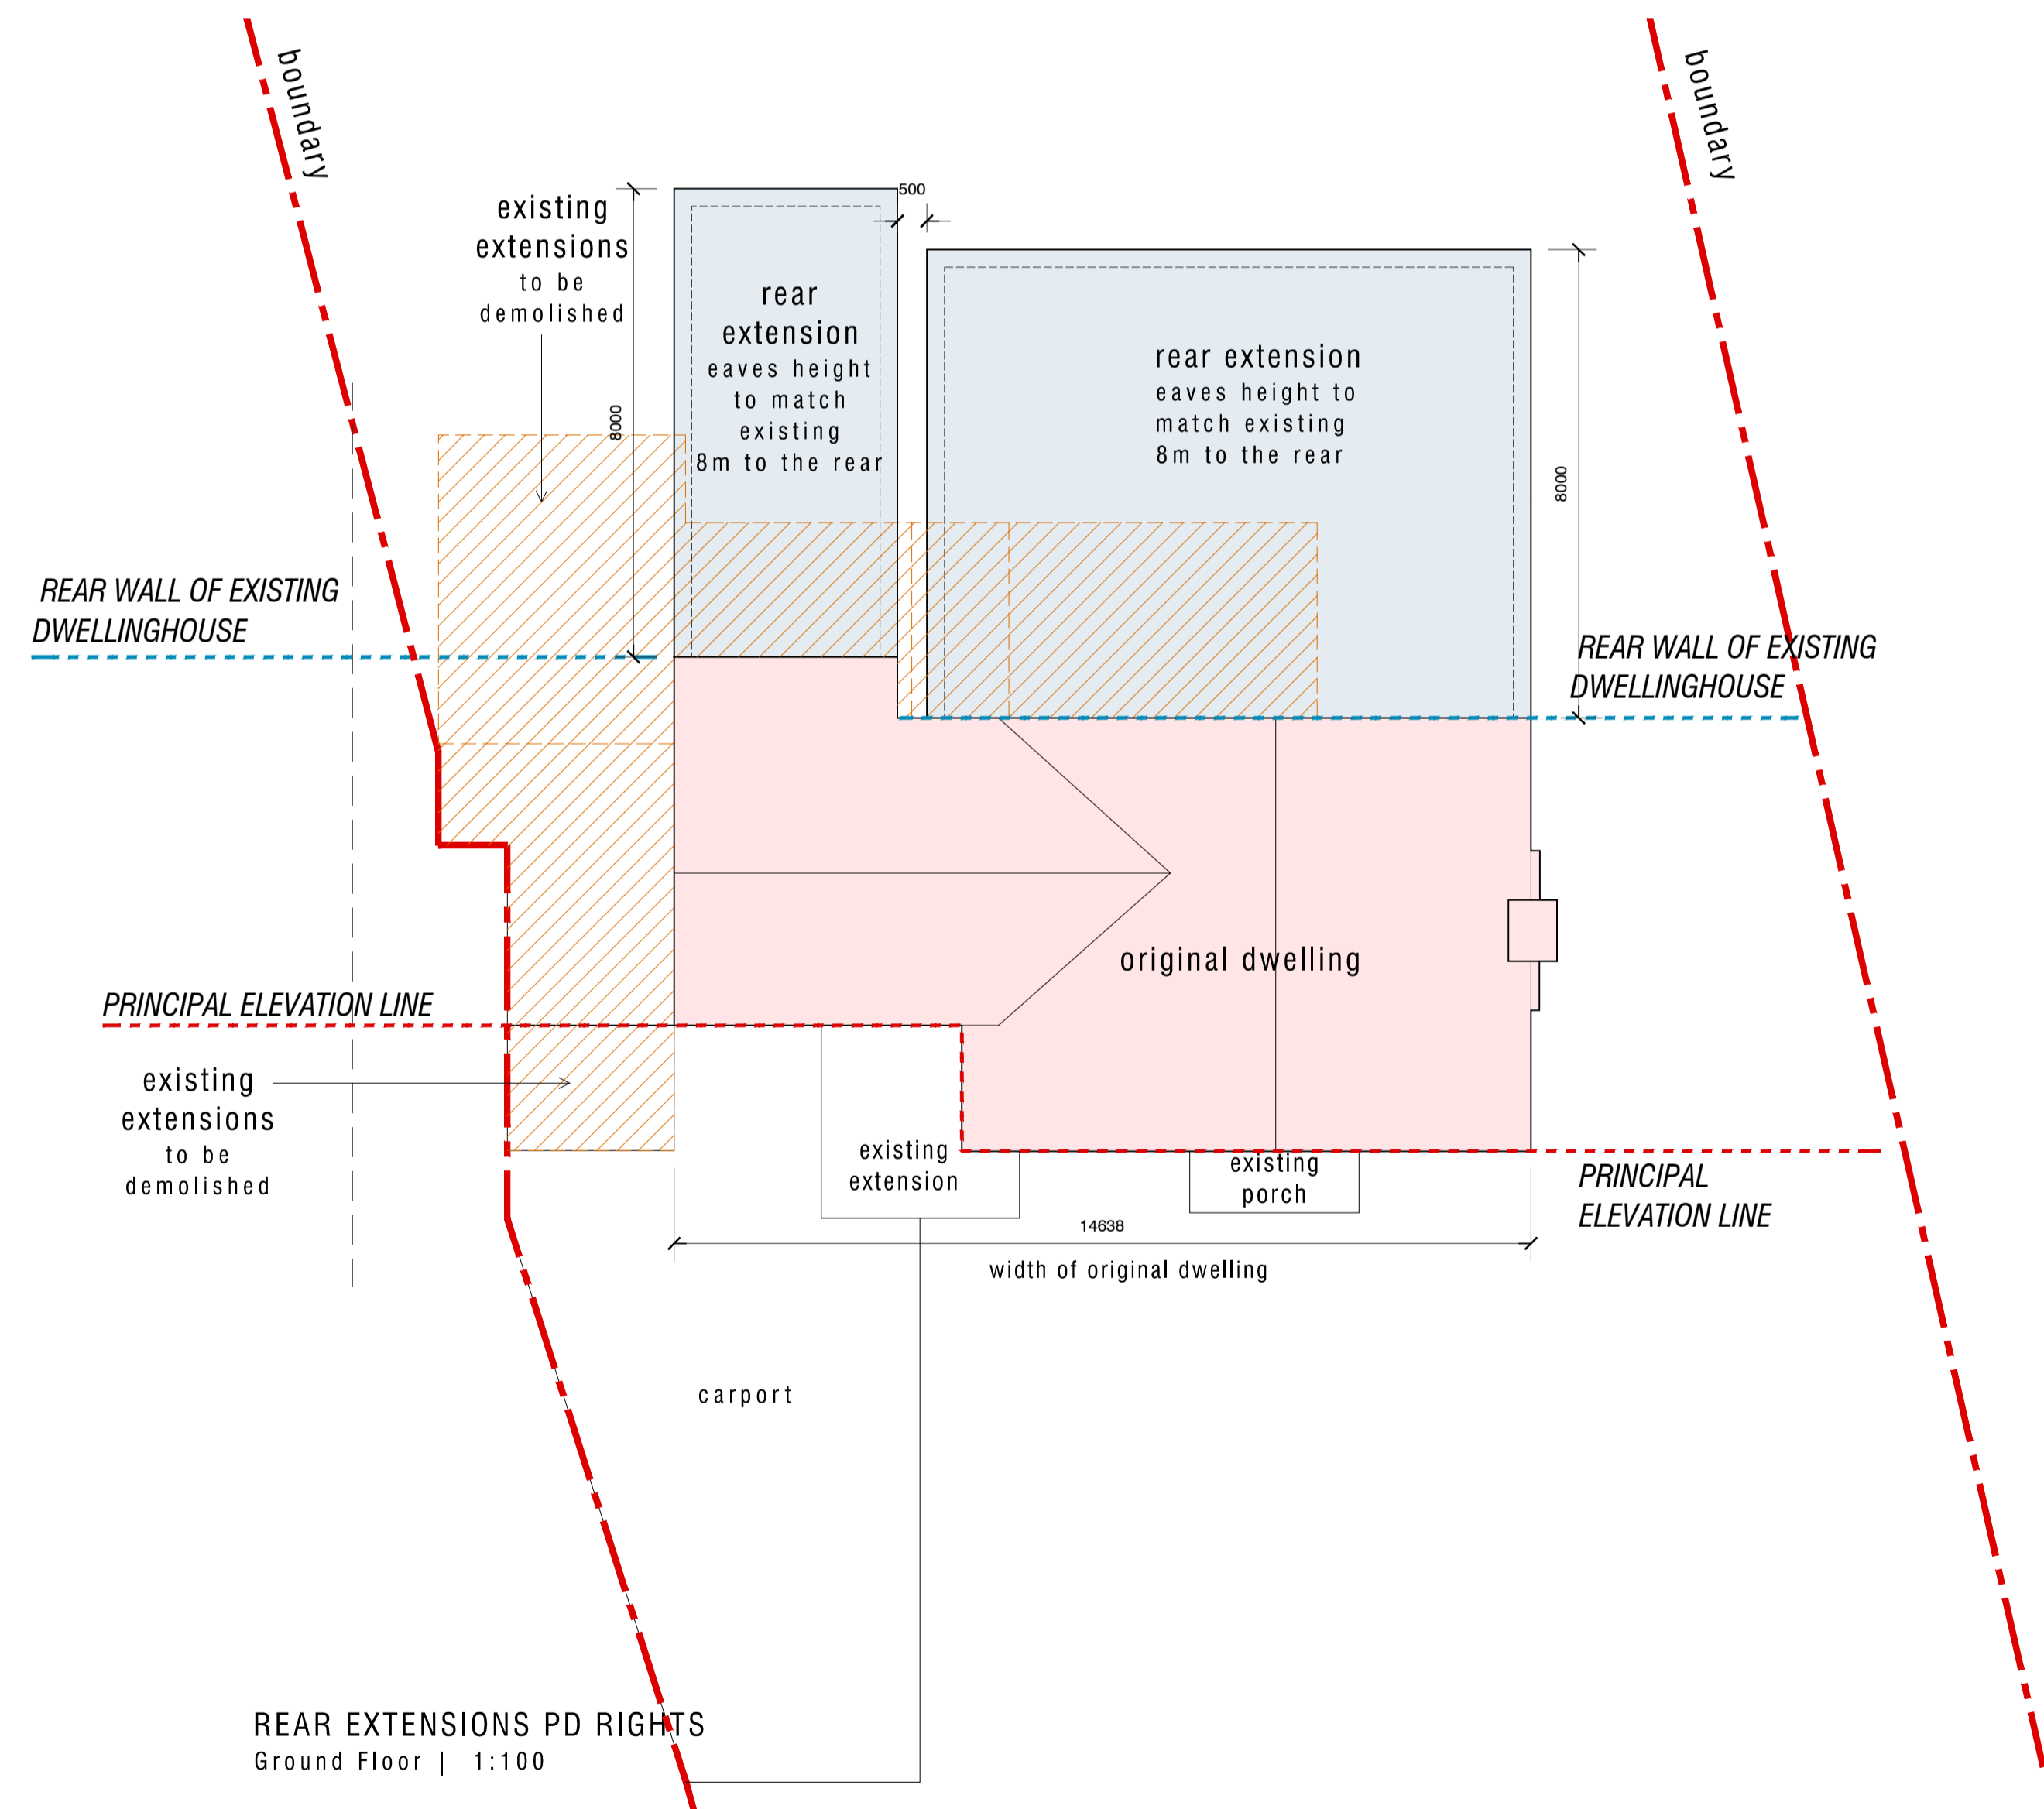 boundary
boundary
existing
extensions
to be
demolished
500
rear
extension
eaves height
to match
existing
8m to the rear
8000
rear extension
eaves height to
match existing
8m to the rear
8000
REAR WALL OF EXISTING
DWELLINGHOUSE
REAR WALL OF EXISTING
DWELLINGHOUSE
original dwelling
PRINCIPAL ELEVATION LINE
existing
extensions
to be
demolished
existing
extension
existing
porch
PRINCIPAL
ELEVATION LINE
14638
width of original dwelling
carport
REAR EXTENSIONS PD RIGHTS
Ground Floor | 1:100